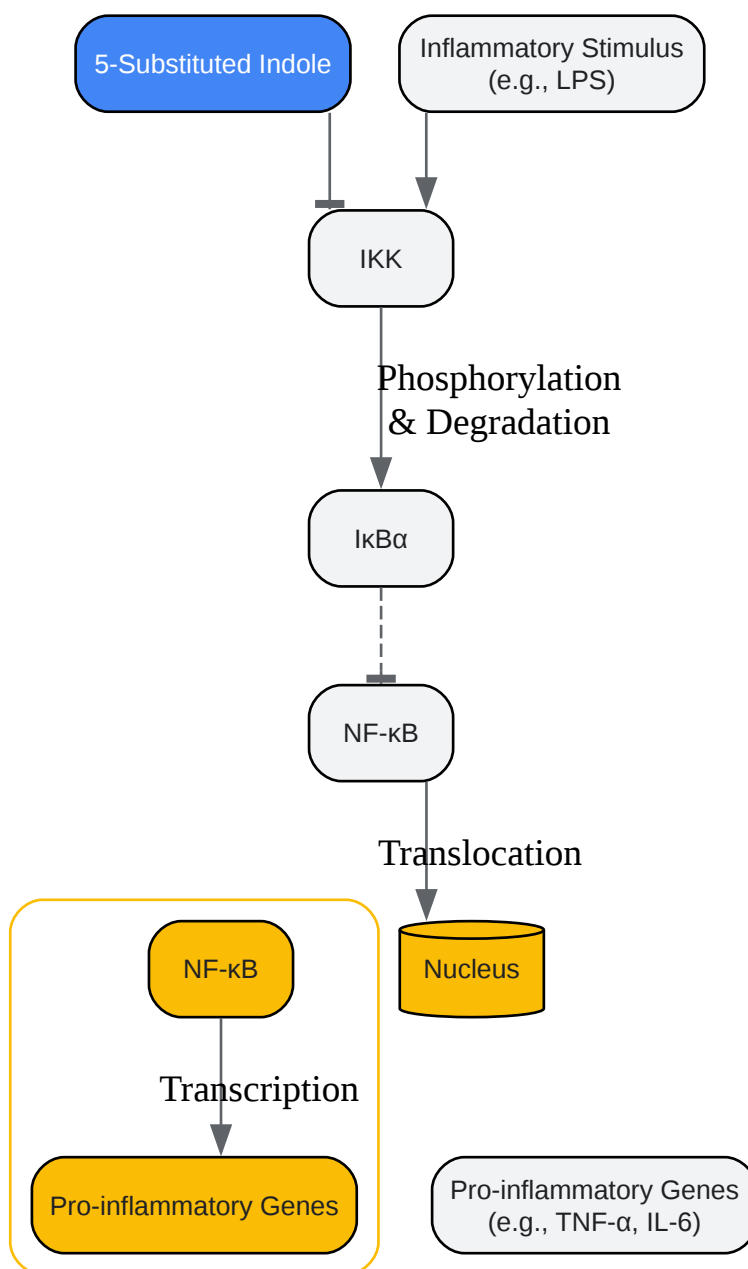 5-Substituted Indole
Inflammatory Stimulus
(e.g., LPS)
IKK
Phosphorylation
& Degradation
IκBα
NF-κB
Translocation
NF-κB
Nucleus
Transcription
Pro-inflammatory Genes
Pro-inflammatory Genes
(e.g., TNF-α, IL-6)